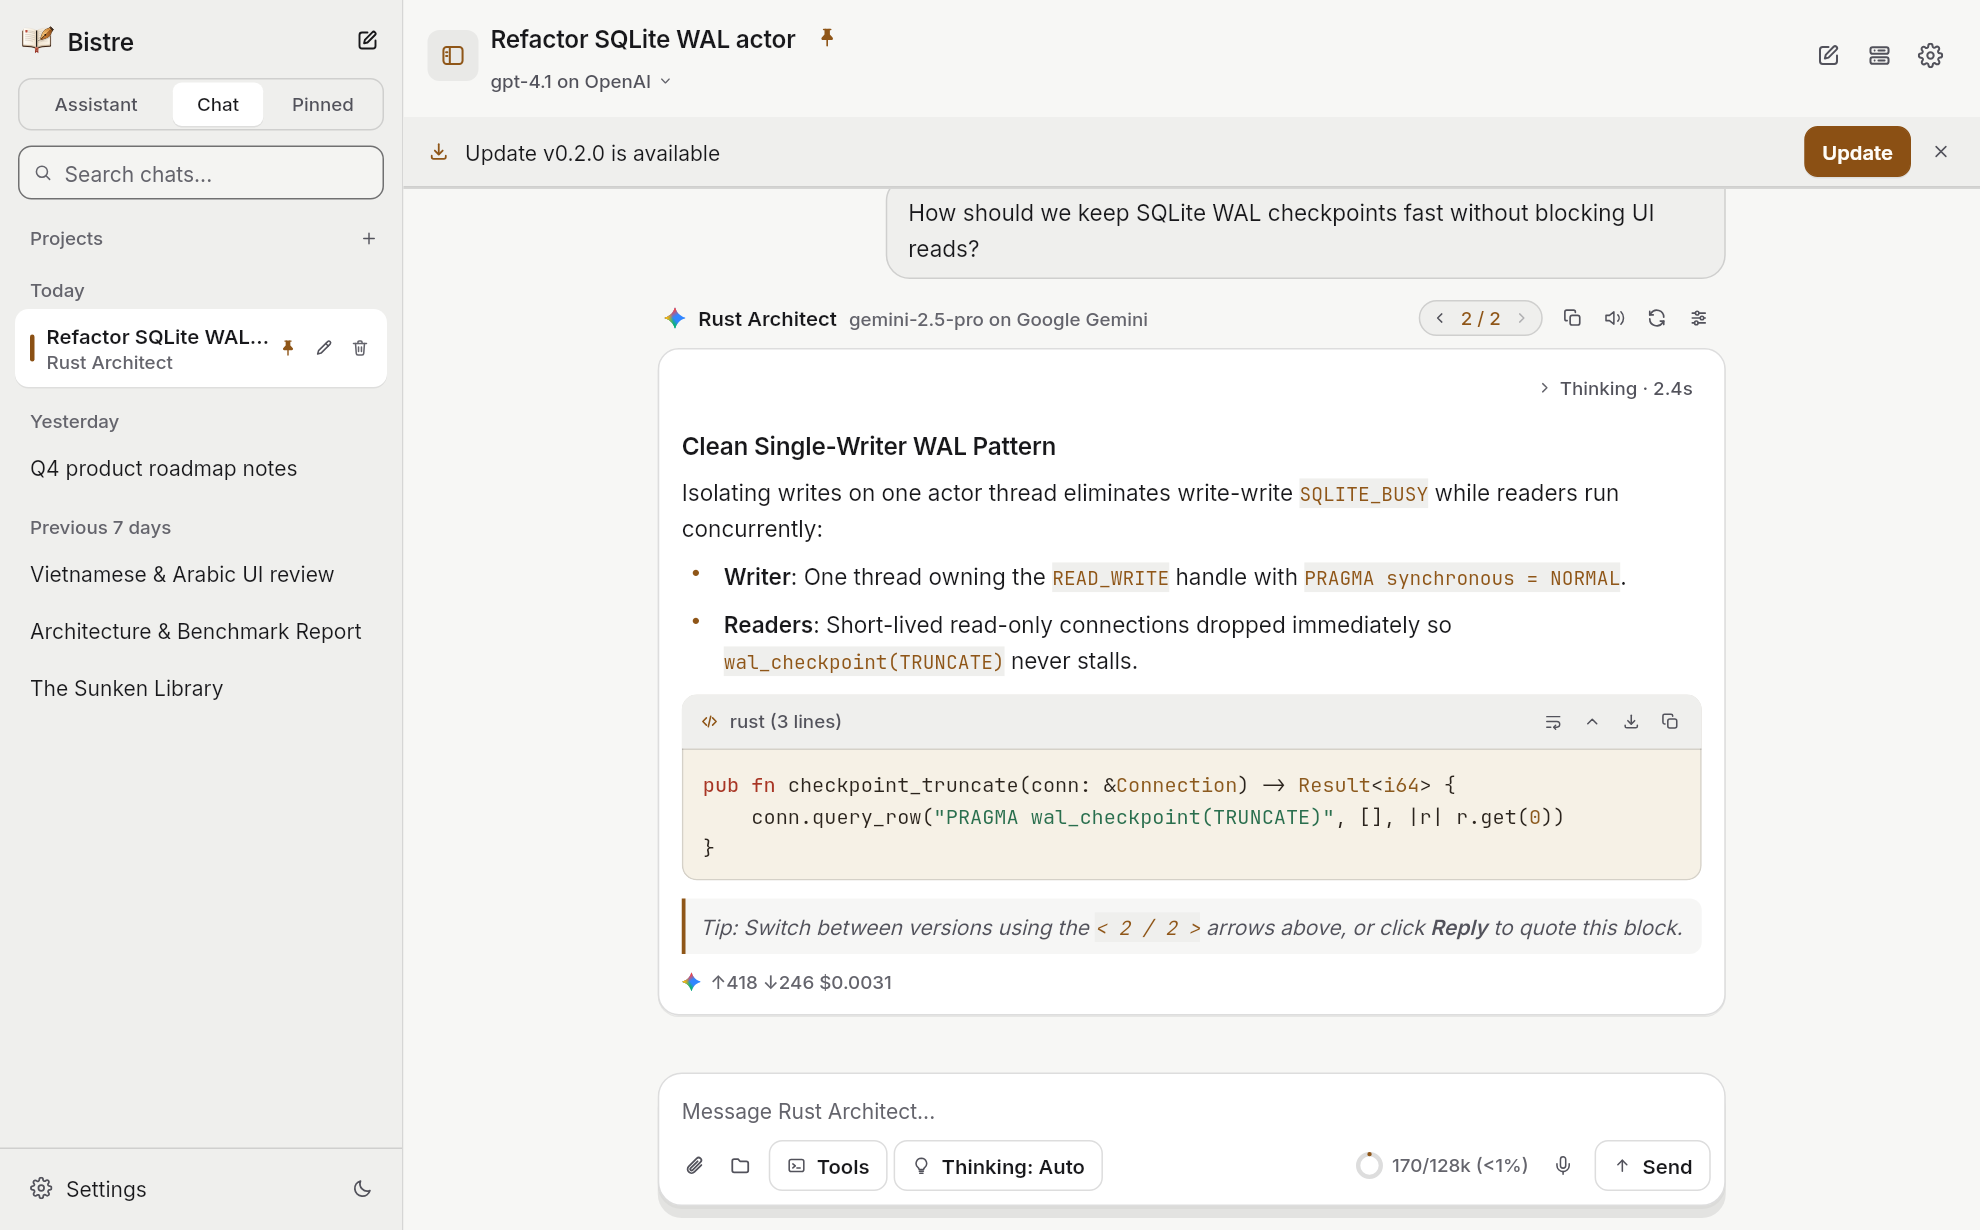 Bistre
Assistant
Chat
Pinned
Search chats...
Projects
Today
Refactor SQLite WAL...
Rust Architect
Yesterday
Q4 product roadmap notes
Previous 7 days
Vietnamese & Arabic UI review
Architecture & Benchmark Report
The Sunken Library
Settings
Refactor SQLite WAL actor
gpt-4.1 on OpenAI
Update v0.2.0 is available
Update
How should we keep SQLite WAL checkpoints fast without blocking UI
reads?
Rust Architect gemini-2.5-pro on Google Gemini
2 / 2
Thinking · 2.4s
Clean Single-Writer WAL Pattern
Isolating writes on one actor thread eliminates write-write SQLITE_BUSY while readers run
concurrently:
• Writer: One thread owning the READ_WRITE handle with PRAGMA synchronous = NORMAL.
• Readers: Short-lived read-only connections dropped immediately so
wal_checkpoint(TRUNCATE) never stalls.
rust (3 lines)
pub fn checkpoint_truncate(conn: &Connection) -> Result<i64> {
    conn.query_row("PRAGMA wal_checkpoint(TRUNCATE)", [], |r| r.get(0))
}
Tip: Switch between versions using the < 2 / 2 > arrows above, or click Reply to quote this block.
↑418 ↓246 $0.0031
Message Rust Architect...
Tools
Thinking: Auto
170/128k (<1%)
Send